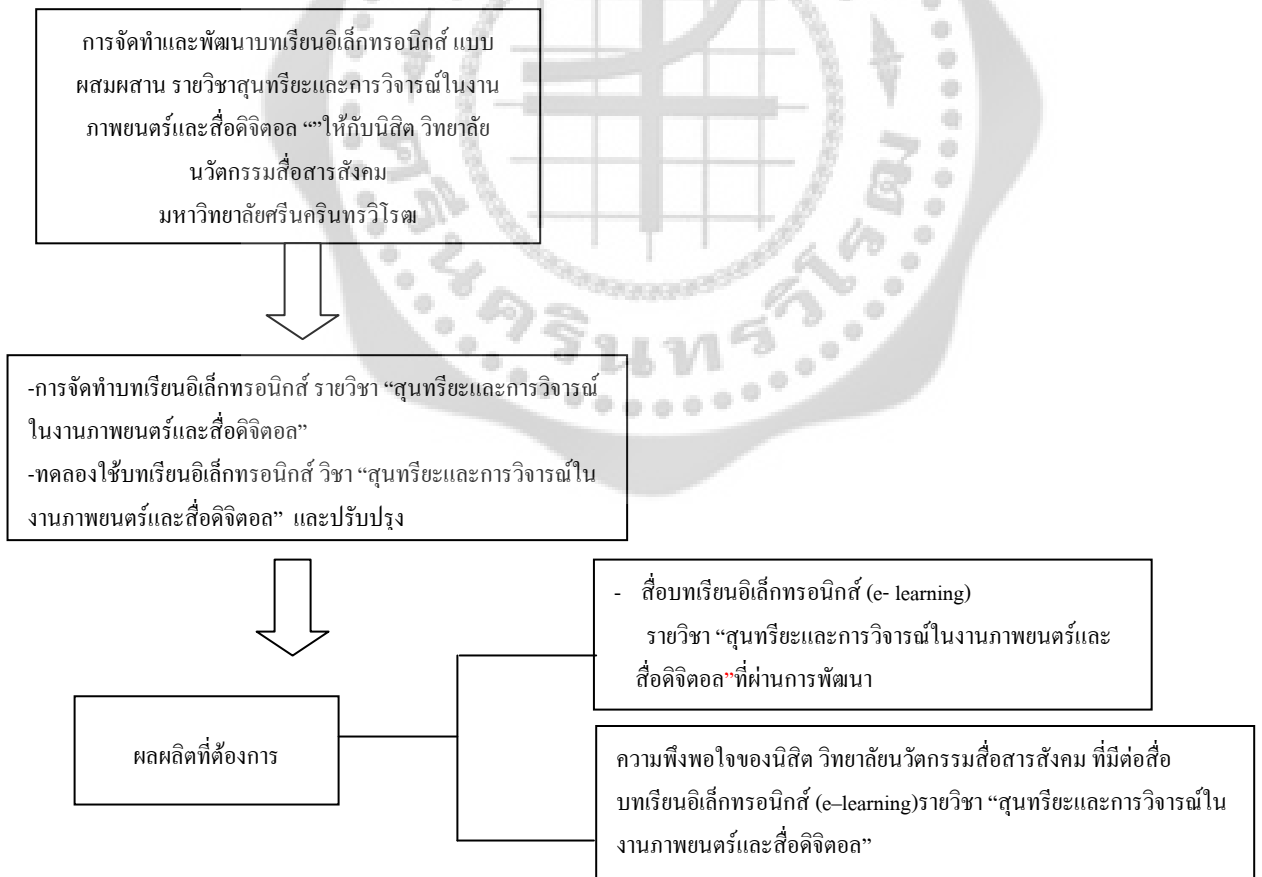 การจัดทำและพัฒนาบทเรียนอิเล็กทรอนิกส์ แบบ
ผสมผสาน รายวิชาสุนทรียะและการวิจารณ์ในงาน
ภาพยนตร์และสื่อดิจิตอล “”ให้กับนิสิต วิทยาลัย
นวัตกรรมสื่อสารสังคม
มหาวิทยาลัยศรีนครินทรวิโรฒ
ศรีนครินทรวิโรฒ
-การจัดทำบทเรียนอิเล็กทรอนิกส์ รายวิชา “สุนทรียะและการวิจารณ์
ในงานภาพยนตร์และสื่อดิจิตอล”
-ทดลองใช้บทเรียนอิเล็กทรอนิกส์ วิชา “สุนทรียะและการวิจารณ์ใน
งานภาพยนตร์และสื่อดิจิตอล” และปรับปรุง
- สื่อบทเรียนอิเล็กทรอนิกส์ (e- learning)
รายวิชา “สุนทรียะและการวิจารณ์ในงานภาพยนตร์และ
สื่อดิจิตอล”ที่ผ่านการพัฒนา
ผลผลิตที่ต้องการ
ความพึงพอใจของนิสิต วิทยาลัยนวัตกรรมสื่อสารสังคม ที่มีต่อสื่อ
บทเรียนอิเล็กทรอนิกส์ (e–learning)รายวิชา “สุนทรียะและการวิจารณ์ใน
งานภาพยนตร์และสื่อดิจิตอล”